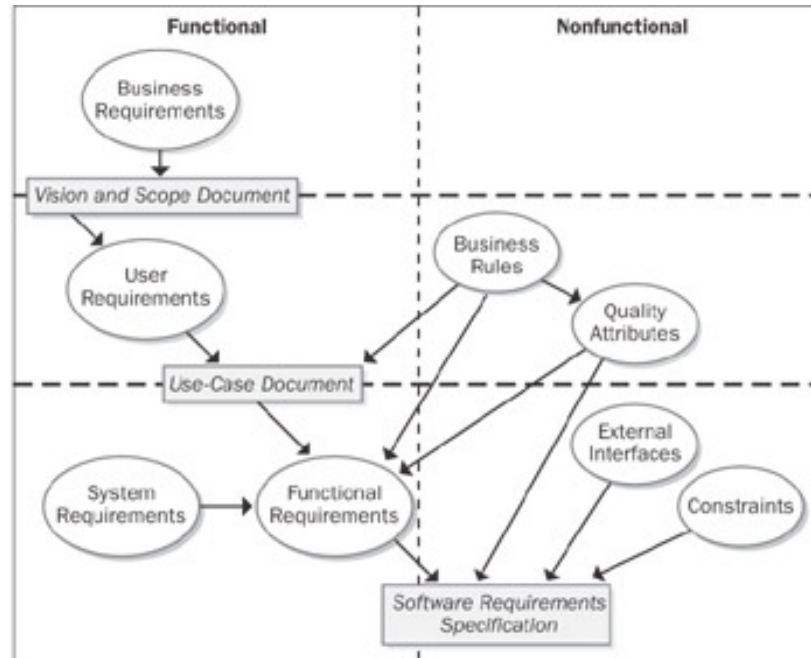 Functional
Nonfunctional
Business
Requirements
Vision and Scope Document
User
Requirements
Business
Rules
Quality
Attributes
Use-Case Document
External
Interfaces
System
Requirements
Functional
Requirements
Constraints
Software Requirements
Specification